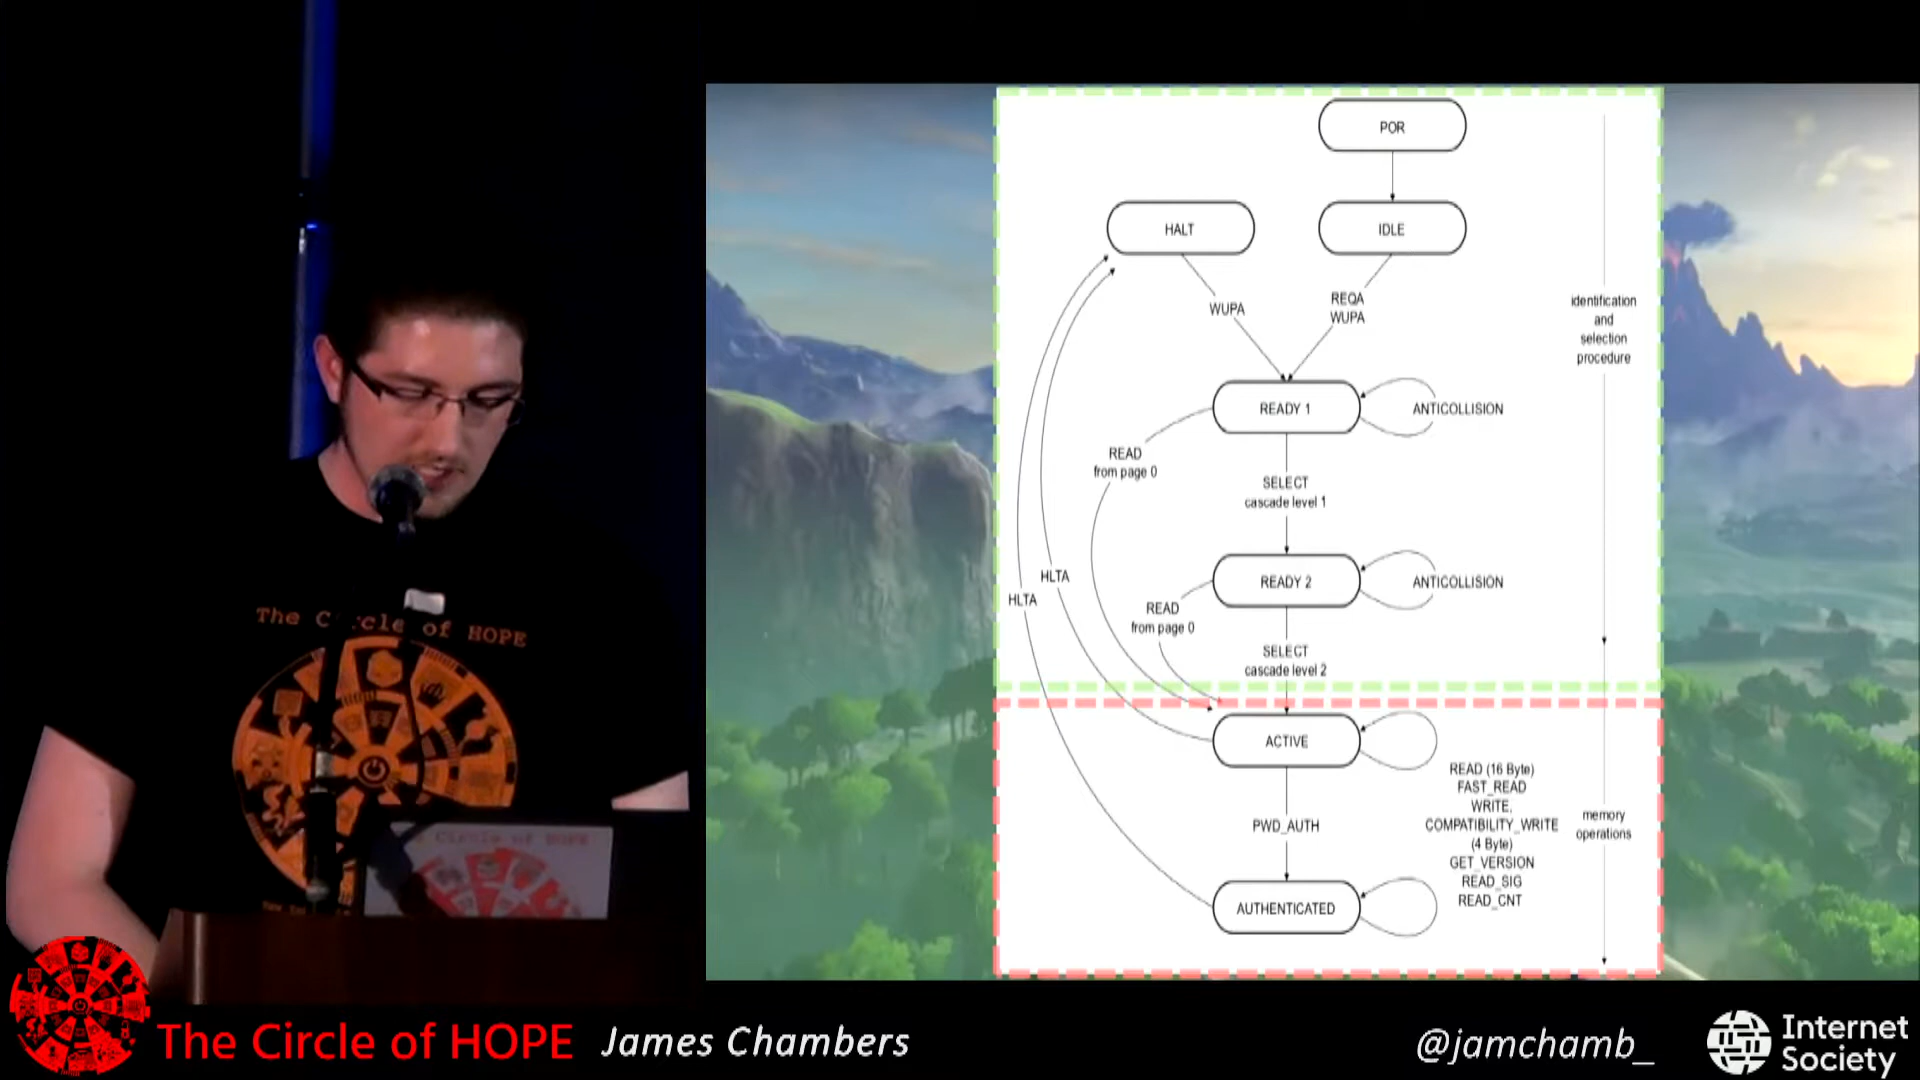 POR
HALT
IDLE
WUPA
REQA
WUPA
identification
and
selection
procedure
READY 1
ANTICOLLISION
READ
from page 0
SELECT
cascade level 1
HLTA
HLTA
READY 2
ANTICOLLISION
READ
from page 0
SELECT
cascade level 2
ACTIVE
READ (16 Byte)
FAST_READ
WRITE,
COMPATIBILITY_WRITE
(4 Byte)
GET_VERSION
READ_SIG
READ_CNT
memory
operations
PWD_AUTH
AUTHENTICATED
The Circle of HOPE
Circle of HOPE
The Circle of HOPE
James Chambers
@jamchamb_
Internet
Society